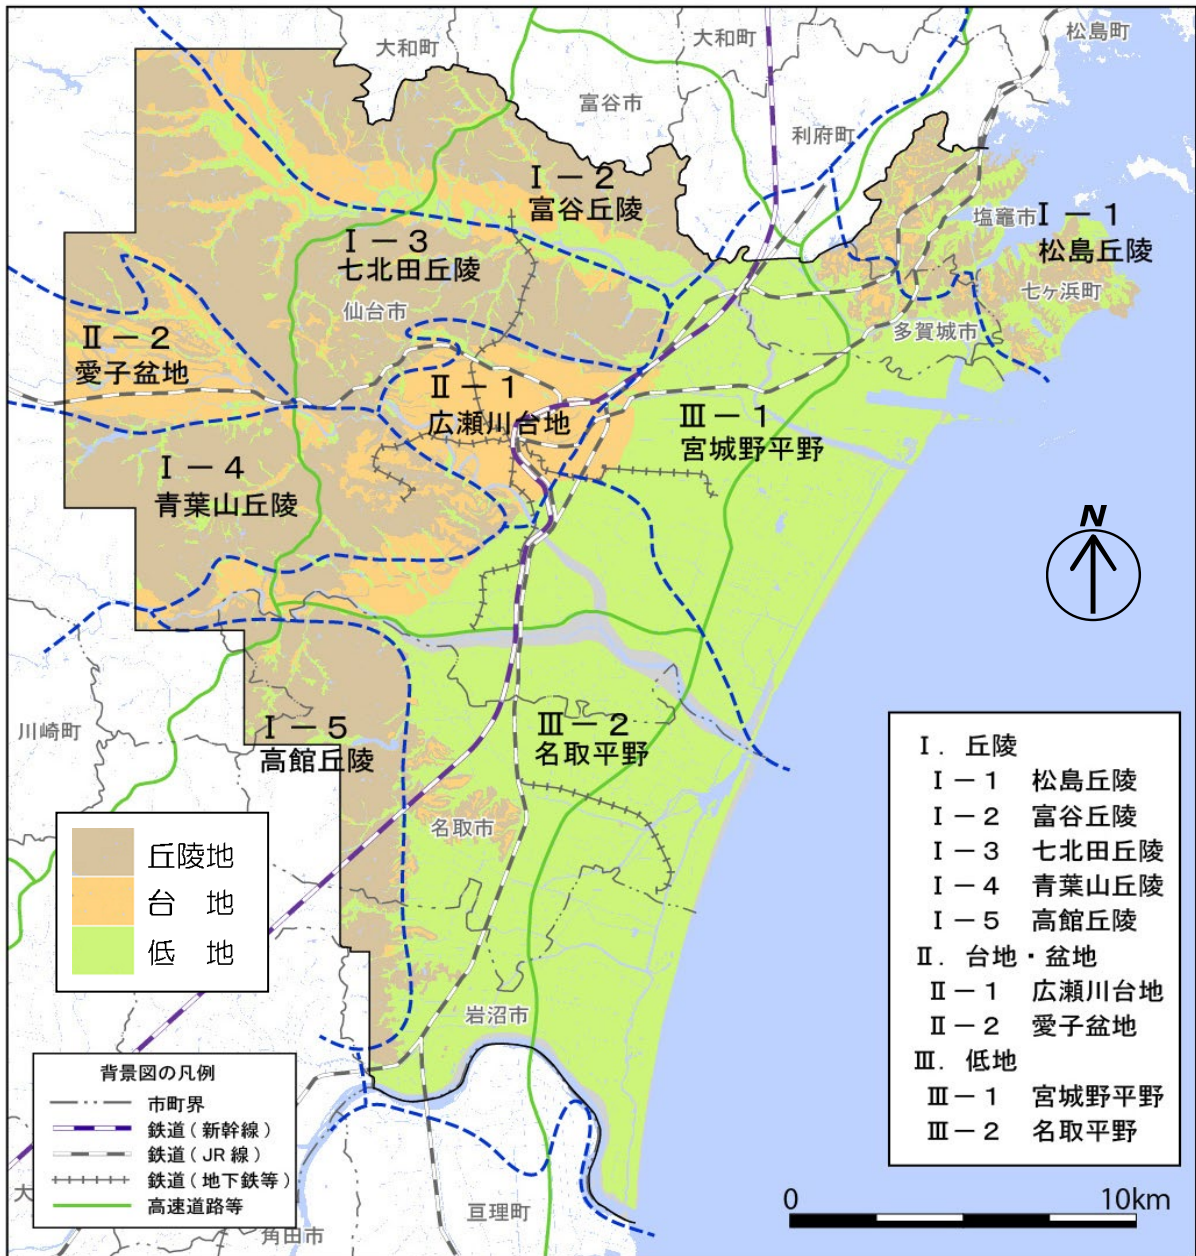 大和町
大和町
松島町
富谷市
利府町
Ⅰ－２
富谷丘陵
塩竈市
Ⅰ－１
松島丘陵
Ⅰ－３
七北田丘陵
仙台市
七ヶ浜町
多賀城市
Ⅱ－２
愛子盆地
Ⅱ－１
広瀬川台地
Ⅲ－１
宮城野平野
Ⅰ－４
青葉山丘陵
N
川崎町
Ⅰ－５
高館丘陵
Ⅲ－２
名取平野
名取市
岩沼市
丘陵地
台　地
低　地
Ⅰ．丘陵
Ⅰ－１　松島丘陵
Ⅰ－２　富谷丘陵
Ⅰ－３　七北田丘陵
Ⅰ－４　青葉山丘陵
Ⅰ－５　高館丘陵
Ⅱ．台地・盆地
Ⅱ－１　広瀬川台地
Ⅱ－２　愛子盆地
Ⅲ．低地
Ⅲ－１　宮城野平野
Ⅲ－２　名取平野
背景図の凡例
市町界
鉄道(新幹線)
鉄道(JR線)
鉄道(地下鉄等)
高速道路等
大
角田市
亘理町
0 10km